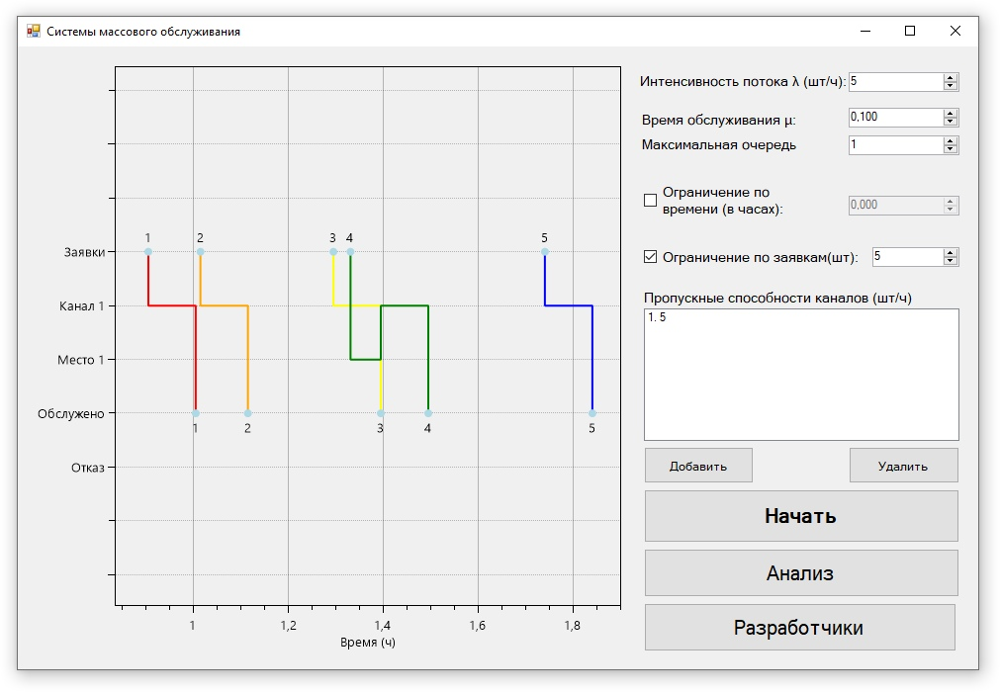 Системы массового обслуживания
Интенсивность потока λ (шт/ч): 5
Время обслуживания μ: 0,100
Максимальная очередь 1
Ограничение по
времени (в часах): 0,000
Ограничение по заявкам(шт): 5
Пропускные способности каналов (шт/ч)
1. 5
Добавить Удалить
Начать
Анализ
Разработчики
1 2 3 4 5
Заявки
Канал 1
Место 1
Обслужено
1 2 3 4 5
Отказ
1 1,2 1,4 1,6 1,8
Время (ч)